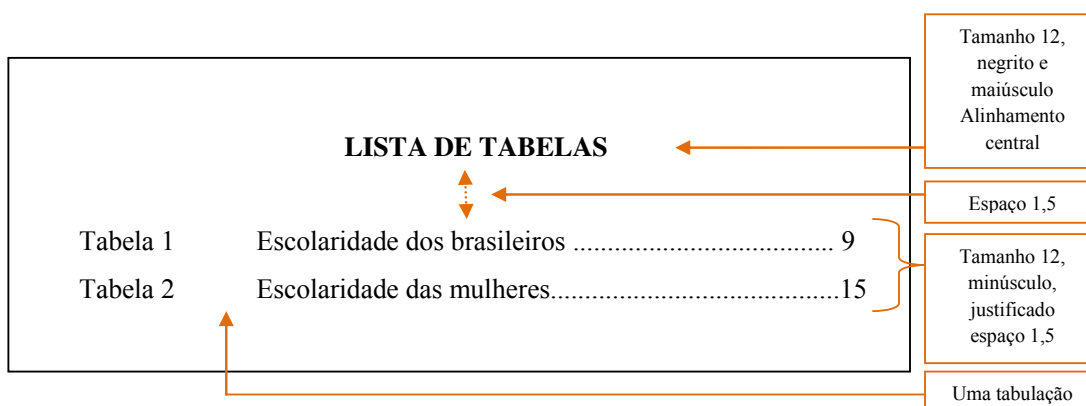 Tamanho 12,
negrito e
maiúsculo
Alinhamento
central
LISTA DE TABELAS
Espaço 1,5
Tabela 1 Escolaridade dos brasileiros ..................................... 9
Tabela 2 Escolaridade das mulheres.........................................15
Tamanho 12,
minúsculo,
justificado
espaço 1,5
Uma tabulação